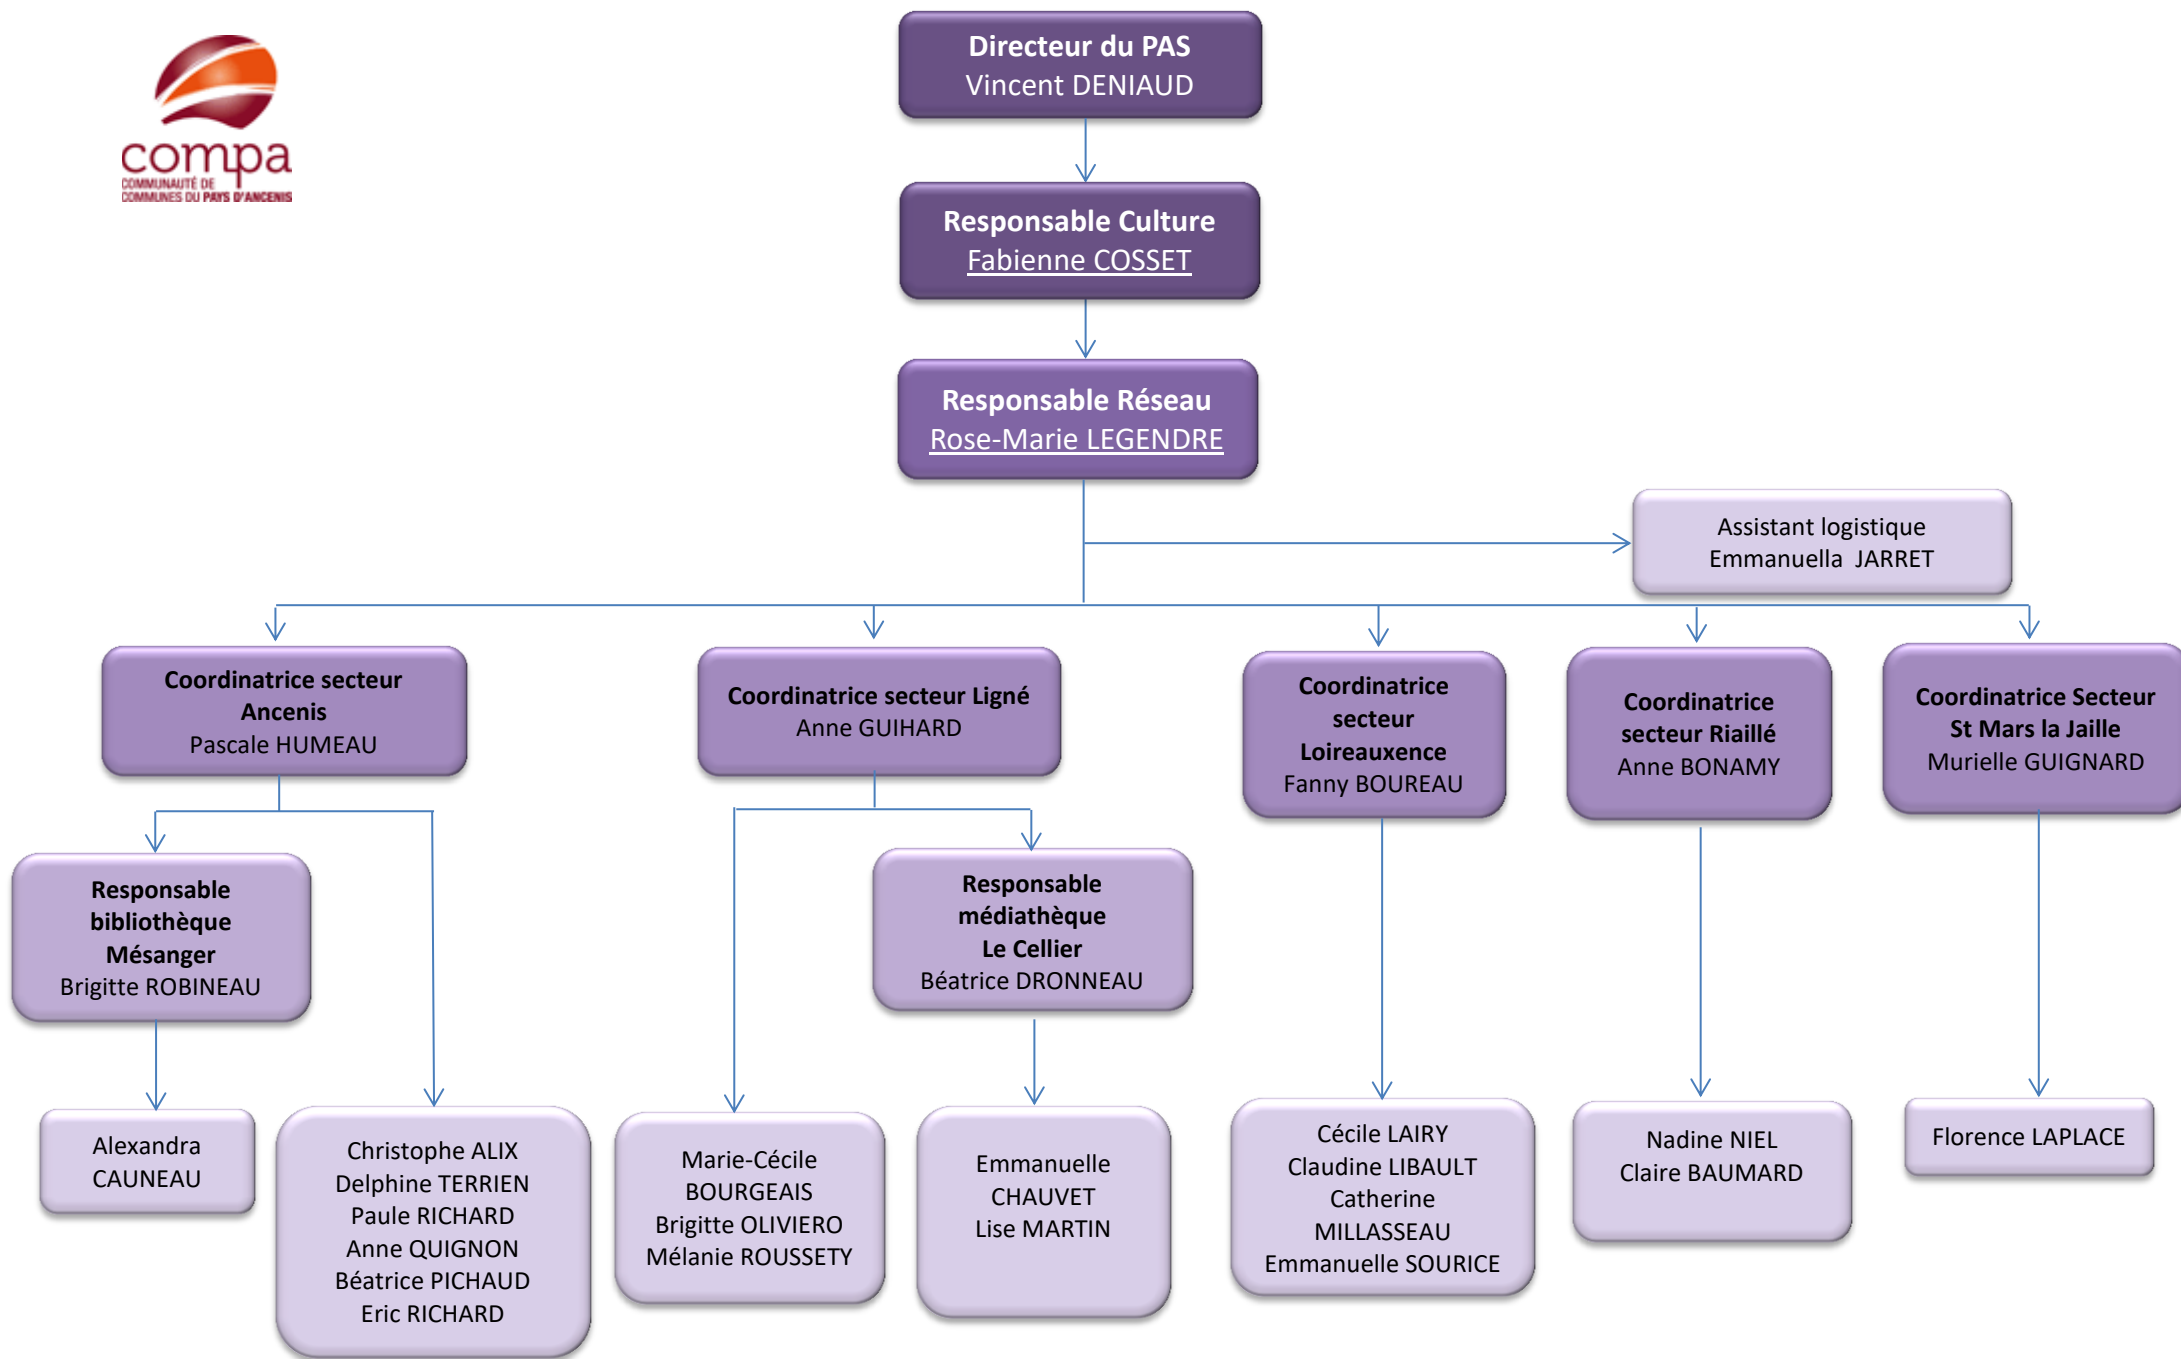 compa
COMMUNAUTÉ DE
COMMUNES DU PAYS D'ANCENIS
Directeur du PAS
Vincent DENIAUD
Responsable Culture
Fabienne COSSET
Responsable Réseau
Rose-Marie LEGENDRE
Assistant logistique
Emmanuella JARRET
Coordinatrice secteur
Ancenis
Pascale HUMEAU
Coordinatrice secteur Ligné
Anne GUIHARD
Coordinatrice
secteur
Loireauxence
Fanny BOUREAU
Coordinatrice
secteur Riaillé
Anne BONAMY
Coordinatrice Secteur
St Mars la Jaille
Murielle GUIGNARD
Responsable
bibliothèque
Mésanger
Brigitte ROBINEAU
Responsable
médiathèque
Le Cellier
Béatrice DRONNEAU
Alexandra
CAUNEAU
Christophe ALIX
Delphine TERRIEN
Paule RICHARD
Anne QUIGNON
Béatrice PICHAUD
Eric RICHARD
Marie-Cécile
BOURGEAIS
Brigitte OLIVIERO
Mélanie ROUSSETY
Emmanuelle
CHAUVET
Lise MARTIN
Cécile LAIRY
Claudine LIBAULT
Catherine
MILLASSEAU
Emmanuelle SOURICE
Nadine NIEL
Claire BAUMARD
Florence LAPLACE